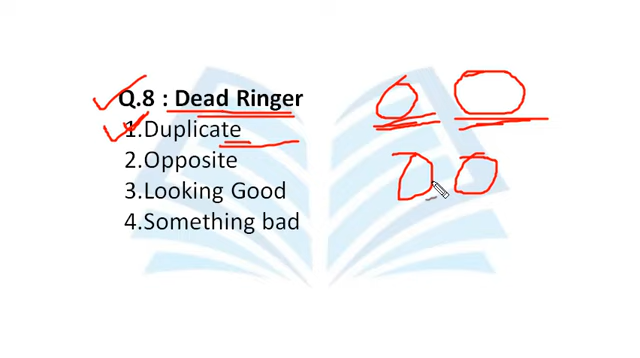 Q.8 : Dead Ringer
1.Duplicate
2.Opposite
3.Looking Good
4.Something bad